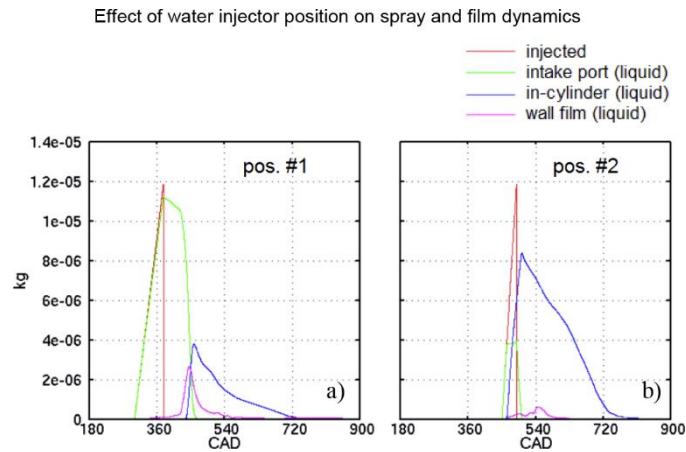 Effect of water injector position on spray and film dynamics
injected
intake port (liquid)
in-cylinder (liquid)
wall film (liquid)
1.4e-05
1.2e-05
1e-05
8e-06
6e-06
4e-06
2e-06
0
kg
pos. #1
a)
180 360 540 720 900
CAD
pos. #2
b)
180 360 540 720 900
CAD